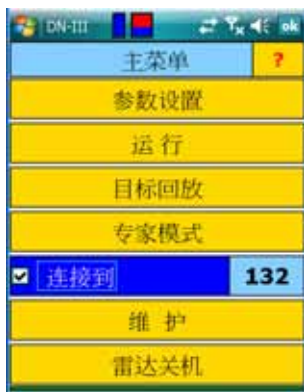 DN-III ok
主菜单 ?
参数设置
运行
目标回放
专家模式
连接到 132
维护
雷达关机